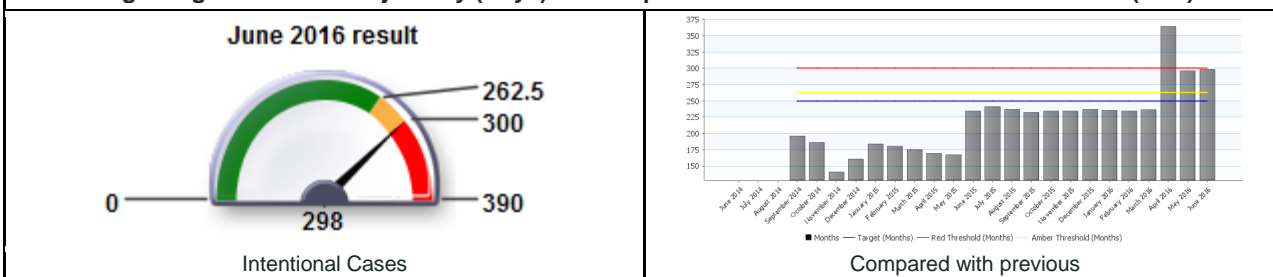 June 2016 result
262.5
300
0
390
298
Intentional Cases
375
350
325
300
275
250
225
200
175
150
June 2014
July 2014
August 2014
September 2014
October 2014
November 2014
December 2014
January 2015
February 2015
March 2015
April 2015
May 2015
June 2015
July 2015
August 2015
September 2015
October 2015
November 2015
December 2015
January 2016
February 2016
March 2016
April 2016
May 2016
June 2016
Months Target (Months) Red Threshold (Months) Amber Threshold (Months)
Compared with previous